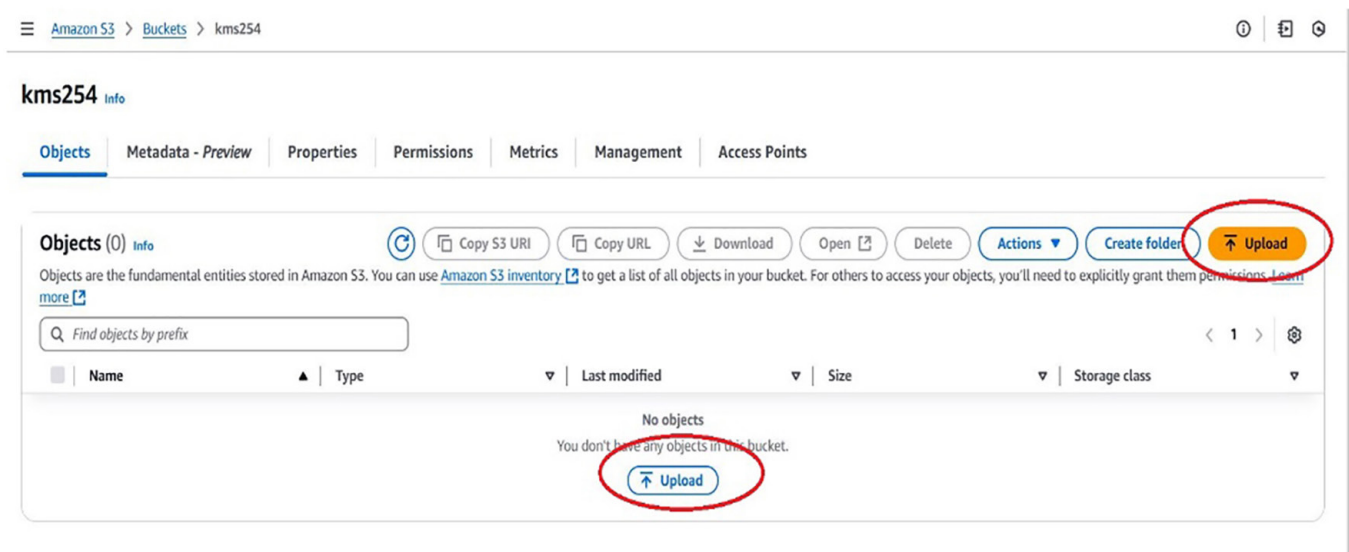 Amazon S3 > Buckets > kms254
kms254 Info
Objects Metadata - Preview Properties Permissions Metrics Management Access Points
Objects (0) Info Copy S3 URI Copy URL Download Open Delete Actions Create folder Upload
Objects are the fundamental entities stored in Amazon S3. You can use Amazon S3 inventory to get a list of all objects in your bucket. For others to access your objects, you'll need to explicitly grant them permissions. Learn
more
Find objects by prefix < 1 >
Name Type Last modified Size Storage class
No objects
You don't have any objects in this bucket.
Upload